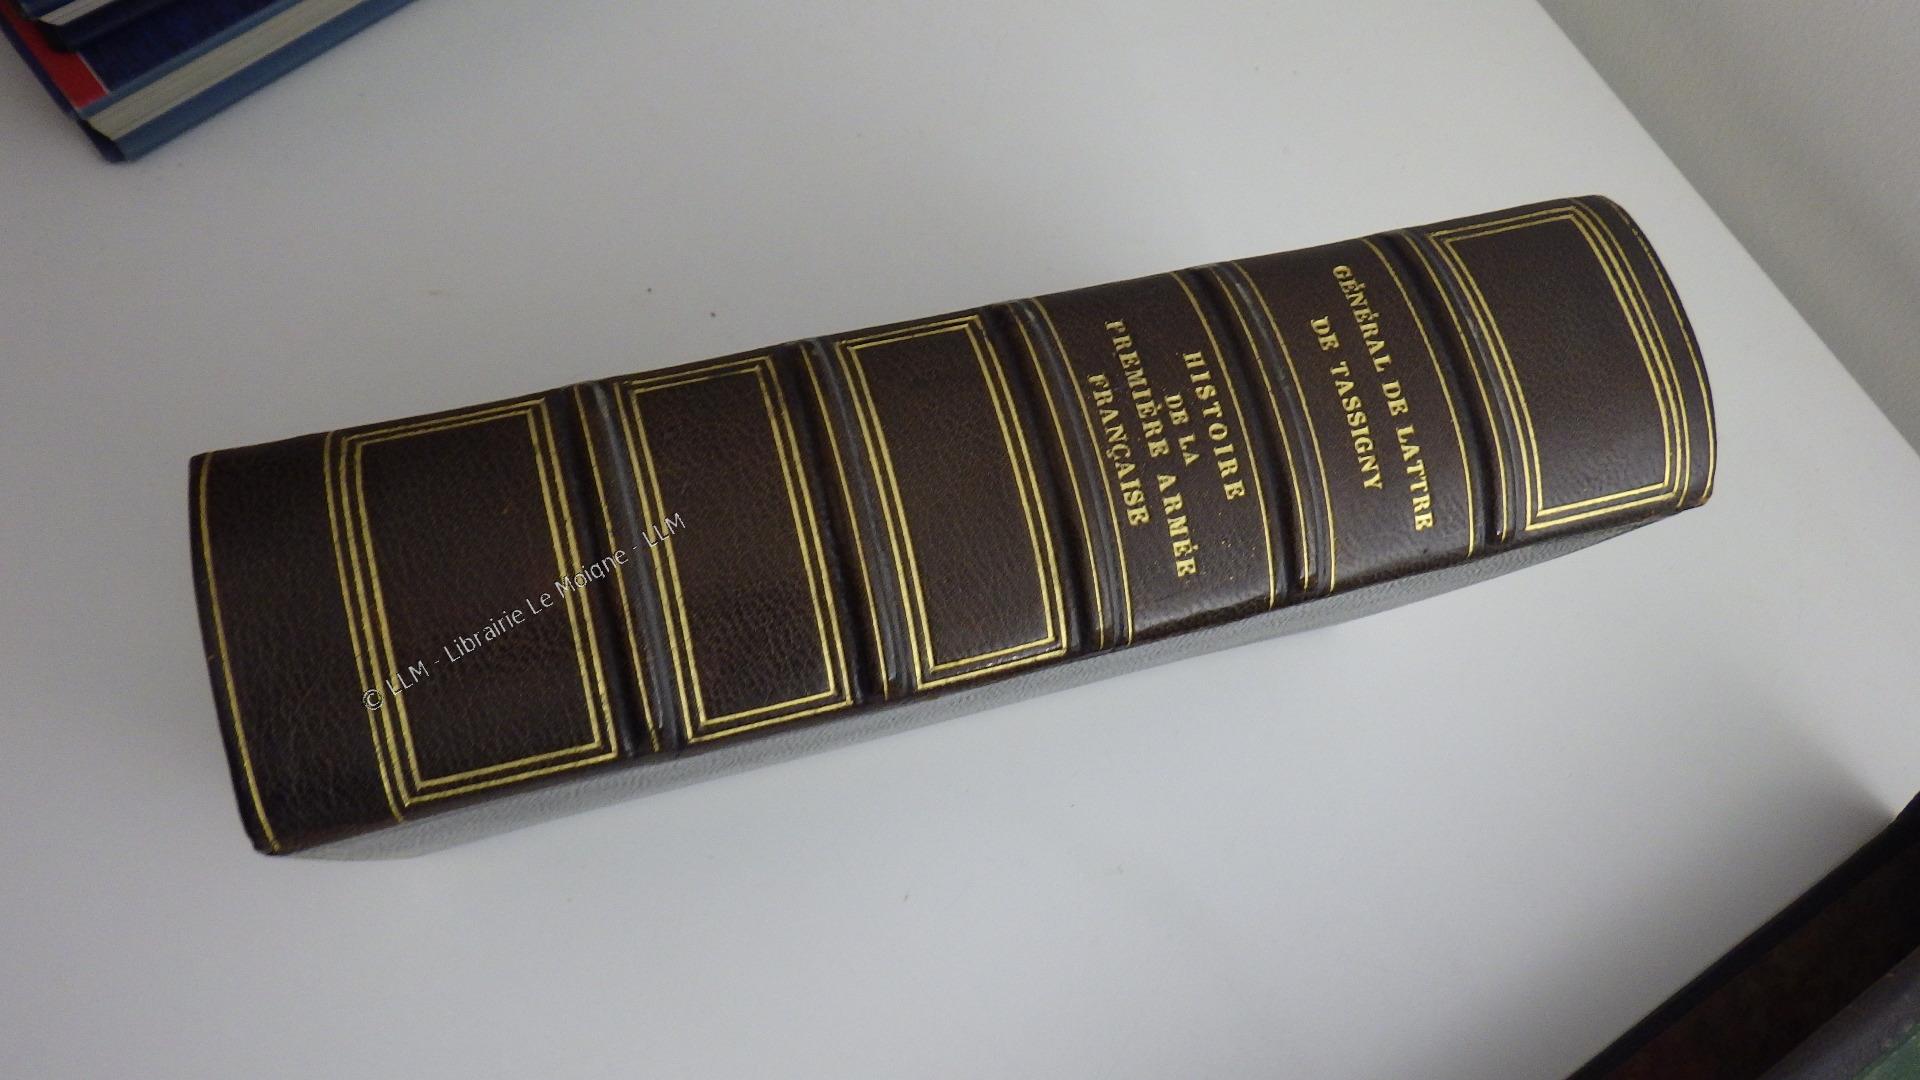 GÉNÉRAL DE LATTRE
DE TASSIGNY
HISTOIRE
DE LA
PREMIÈRE ARMÉE
FRANÇAISE
© LLM - Librairie Le Moigne - LLM